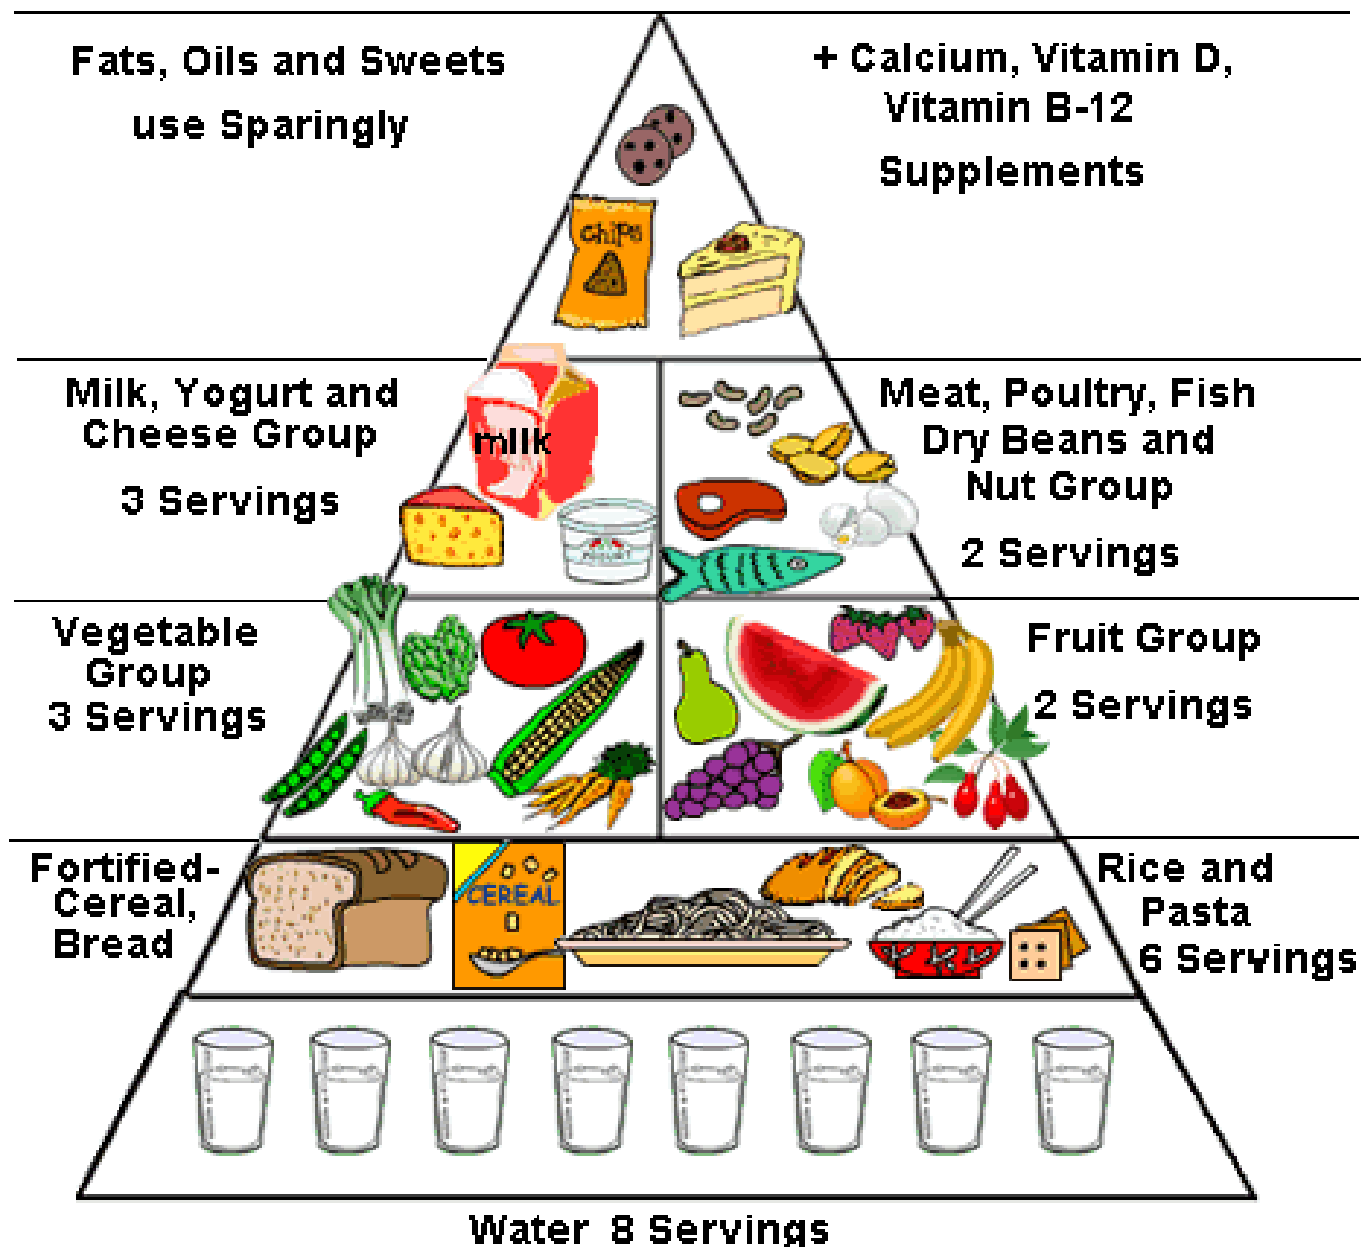 Fats, Oils and Sweets
use Sparingly
+ Calcium, Vitamin D,
Vitamin B-12
Supplements
chips
Milk, Yogurt and
Cheese Group
3 Servings
milk
YOGURT
Meat, Poultry, Fish
Dry Beans and
Nut Group
2 Servings
Vegetable
Group
3 Servings
Fruit Group
2 Servings
Fortified-
Cereal,
Bread
CEREAL
Rice and
Pasta
6 Servings
Water 8 Servings